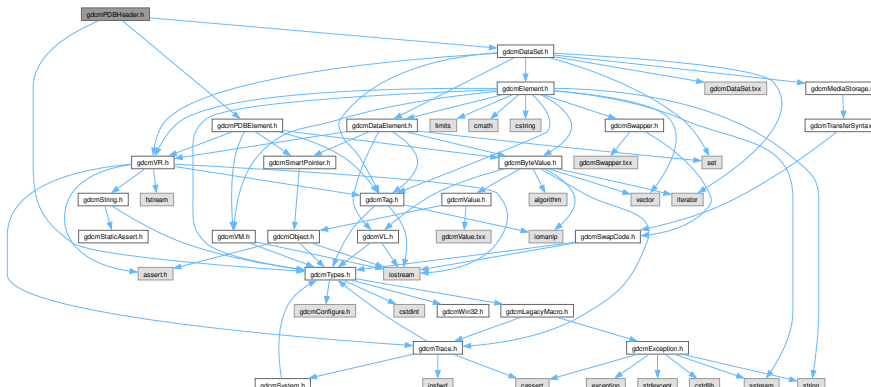 gdcmPDBHeader.h
gdcmDataSet.h
gdcmElement.h
gdcmDataSet.txx
gdcmMediaStorage.h
gdcmPDBElement.h
gdcmDataElement.h
limits
cmath
cstring
gdcmSwapper.h
gdcmTransferSyntax.h
gdcmVR.h
gdcmSmartPointer.h
gdcmByteValue.h
gdcmSwapper.txx
set
gdcmString.h
fstream
gdcmTag.h
gdcmValue.h
algorithm
vector
iterator
gdcmStaticAssert.h
gdcmVM.h
gdcmObject.h
gdcmVL.h
gdcmValue.txx
iomanip
gdcmSwapCode.h
assert.h
gdcmTypes.h
iostream
gdcmConfigure.h
cstdint
gdcmWin32.h
gdcmLegacyMacro.h
gdcmTrace.h
gdcmException.h
gdcmSystem.h
iosfwd
cassert
exception
stdexcept
cstdlib
sstream
string